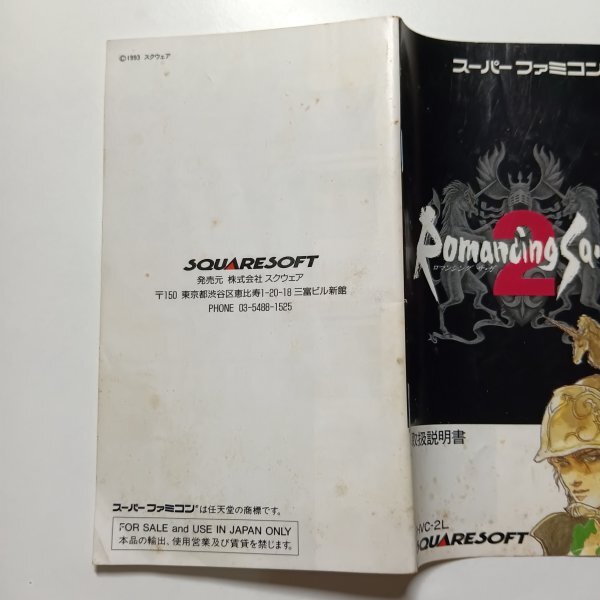 ©1993 スクウェア
SQUARESOFT
発売元 株式会社 スクウェア
〒150 東京都渋谷区恵比寿1-20-18 三富ビル新館
PHONE 03-5488-1525
スーパーファミコン®は任天堂の商標です。
FOR SALE and USE IN JAPAN ONLY
本品の輸出、使用営業及び賃貸を禁じます。
スーパーファミコン
Romancing Sa
ロマンシング サ・ガ
2
取扱説明書
HVC-2L
SQUARESOFT